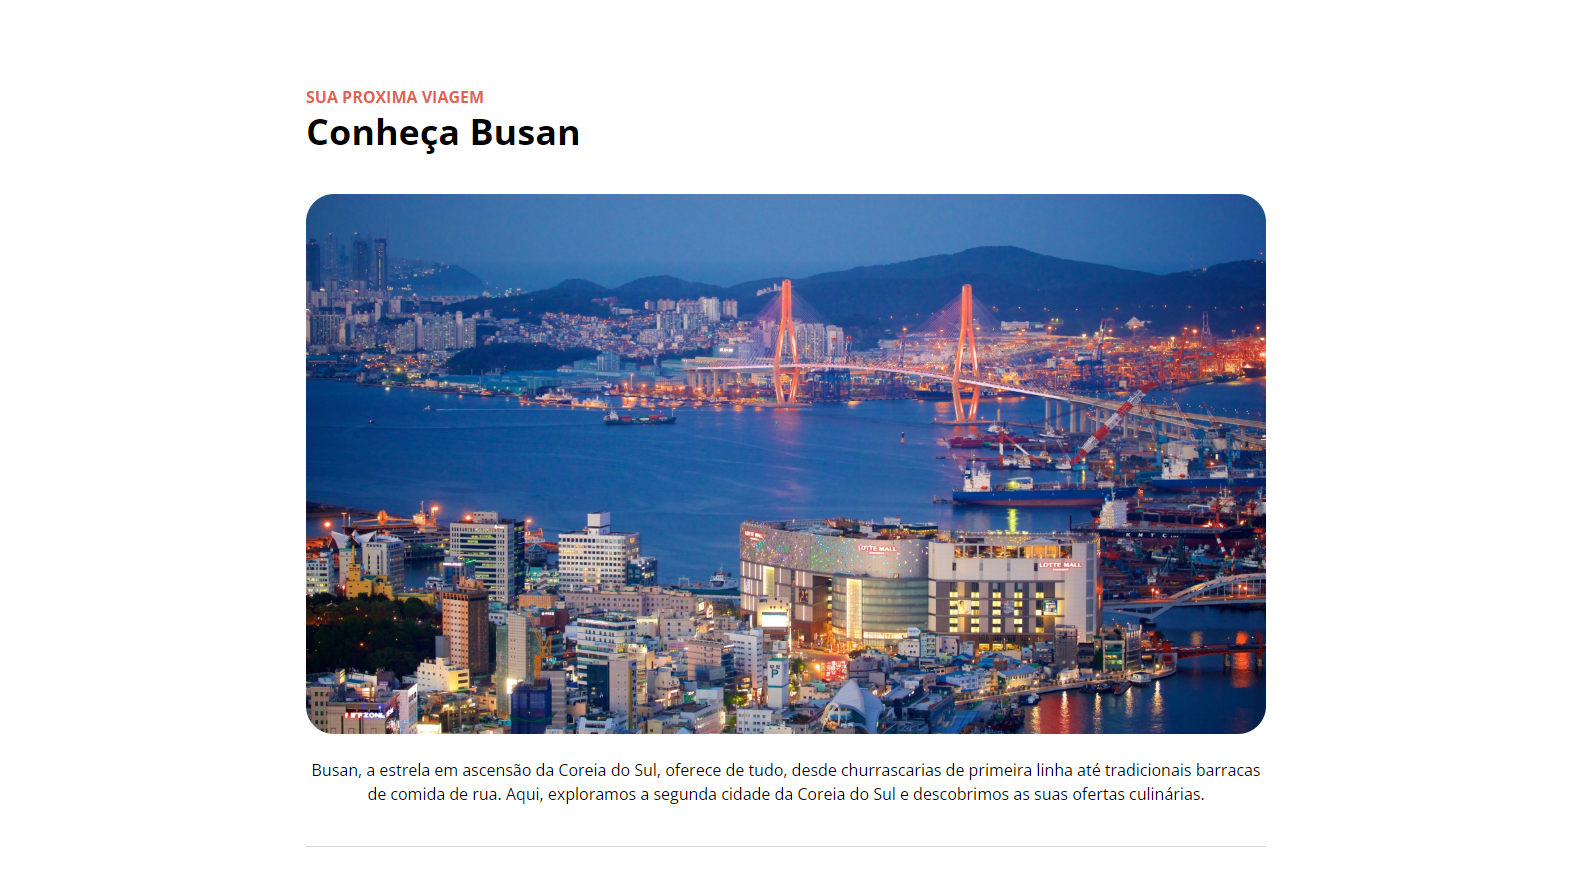 SUA PROXIMA VIAGEM
Conheça Busan
LOTTE MALL
LOTTE MALL
KMTC
ZONE
Busan, a estrela em ascensão da Coreia do Sul, oferece de tudo, desde churrascarias de primeira linha até tradicionais barracas
de comida de rua. Aqui, exploramos a segunda cidade da Coreia do Sul e descobrimos as suas ofertas culinárias.